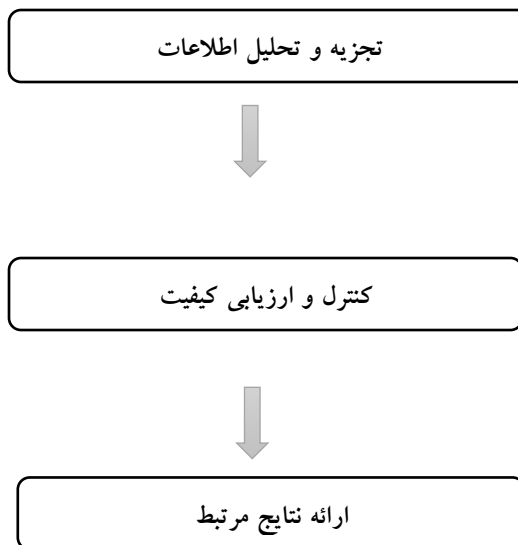 تجزیه و تحلیل اطلاعات
کنترل و ارزیابی کیفیت
ارائه نتایج مرتبط